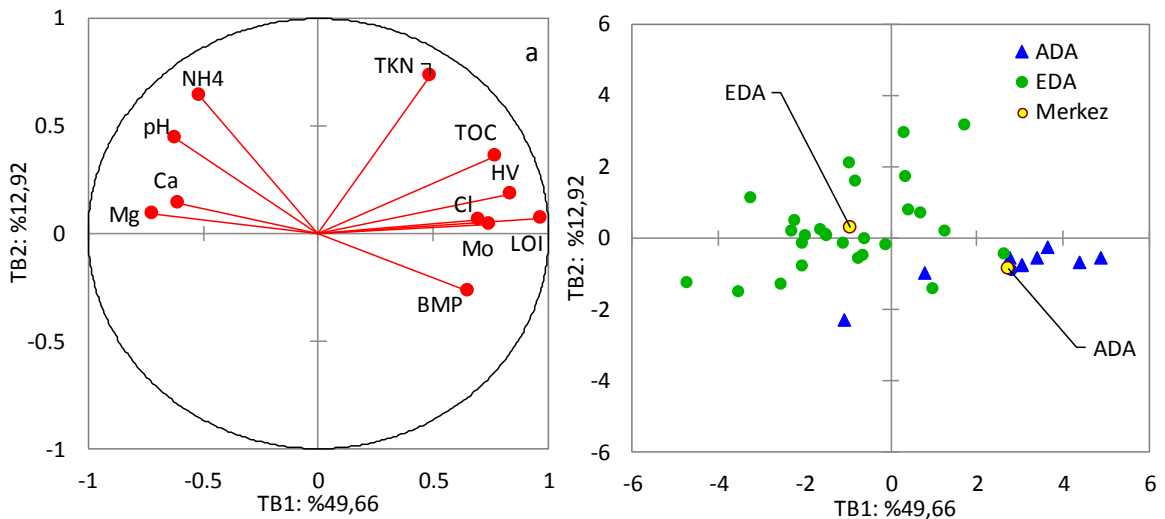 1
0.5
0
-0.5
-1
-1
-0.5
0
0.5
1
TB2: %12,92
TB1: %49,66
a
TKN
NH4
pH
TOC
HV
Ca
Cl
Mg
Mo
LOI
BMP
6
4
2
0
-2
-4
-6
-6
-4
-2
0
2
4
6
TB2: %12,92
TB1: %49,66
ADA
EDA
Merkez
EDA
ADA